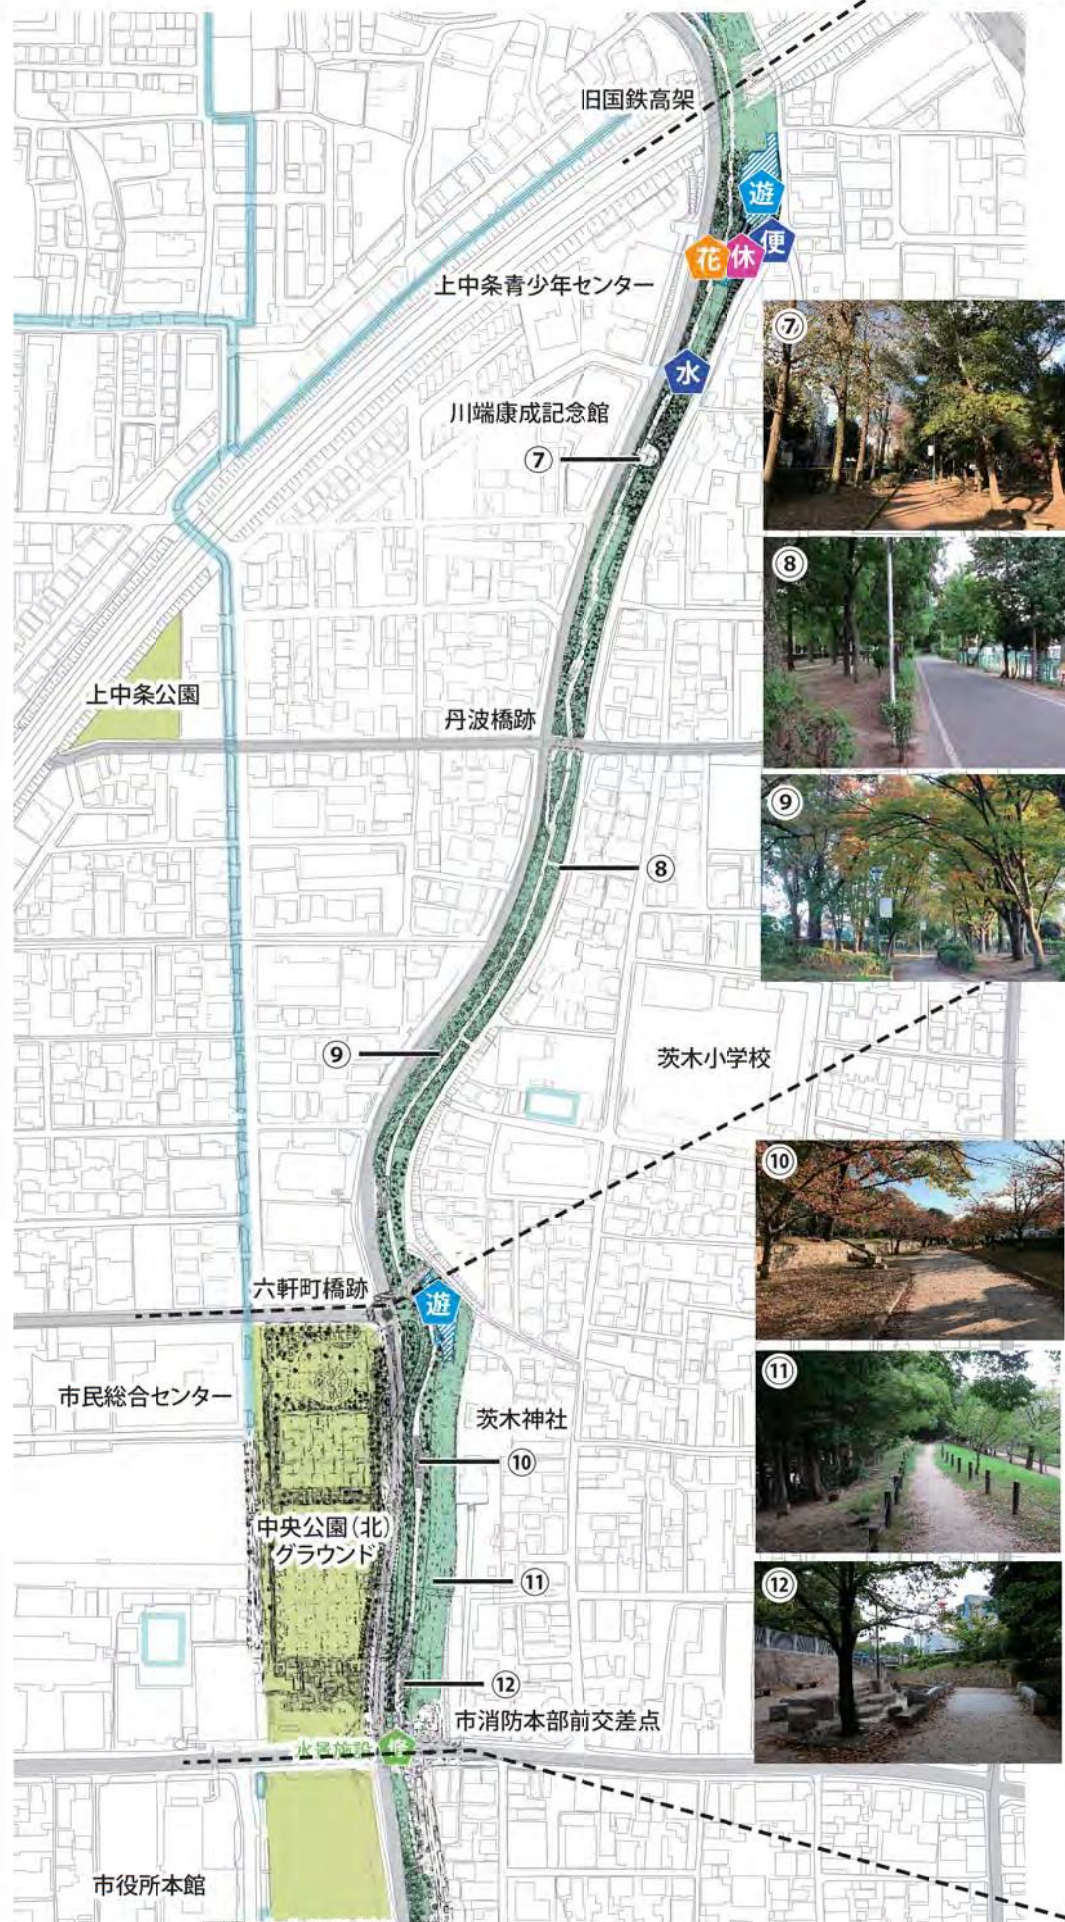 旧国鉄高架
遊
便
花
休
上中条青少年センター
⑦
水
川端康成記念館
⑦
⑧
上中条公園
丹波橋跡
⑨
⑧
⑨
茨木小学校
⑩
六軒町橋跡
遊
⑪
市民総合センター
茨木神社
⑩
中央公園(北)
グラウンド
⑪
⑫
⑫
市消防本部前交差点
水景施設
市役所本館